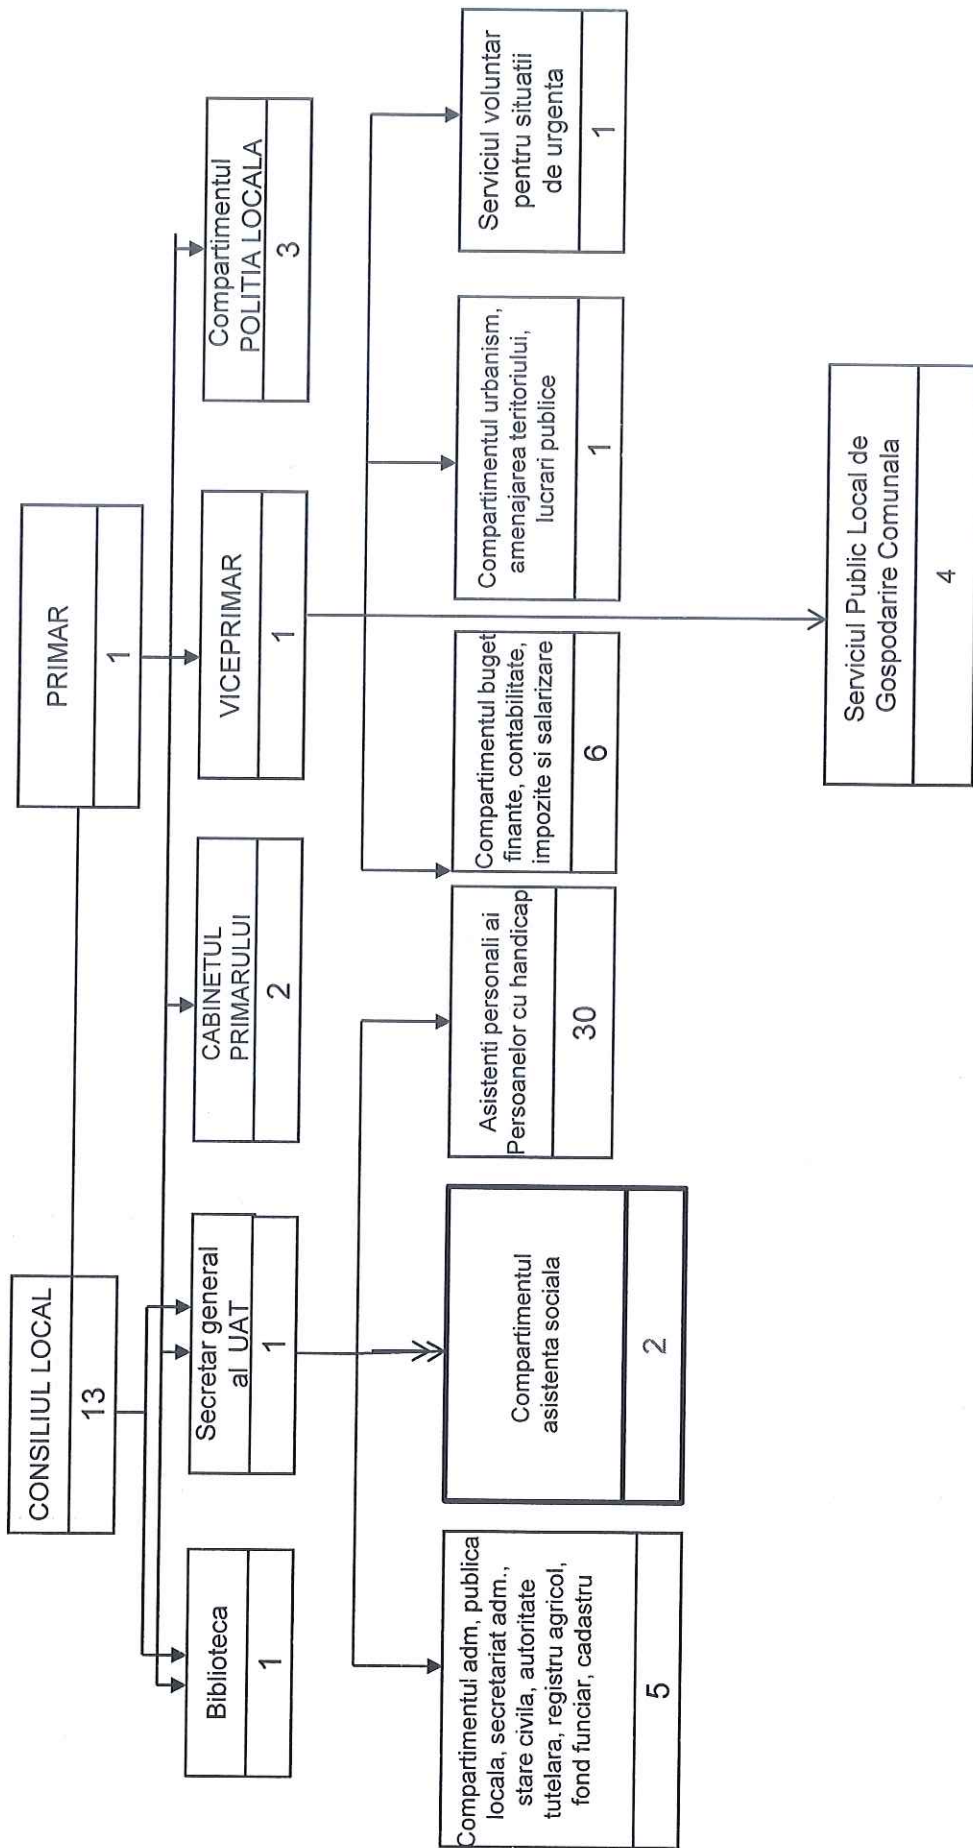 CONSILIUL LOCAL
13
PRIMAR
1
Biblioteca
1
Secretar general
al UAT
1
CABINETUL
PRIMARULUI
2
VICEPRIMAR
1
Compartimentul
POLITIA LOCALA
3
Compartimentul adm, publica
locala, secretariat adm.,
stare civila, autoritate
tutelara, registru agricol,
fond funciar, cadastru
5
Compartimentul
asistenta sociala
2
Asistenti personali ai
Persoanelor cu handicap
30
Compartimentul buget
finante, contabilitate,
impozite si salarizare
6
Compartimentul urbanism,
amenajarea teritoriului,
lucrari publice
1
Serviciul voluntar
pentru situatii
de urgenta
1
Serviciul Public Local de
Gospodarire Comunala
4